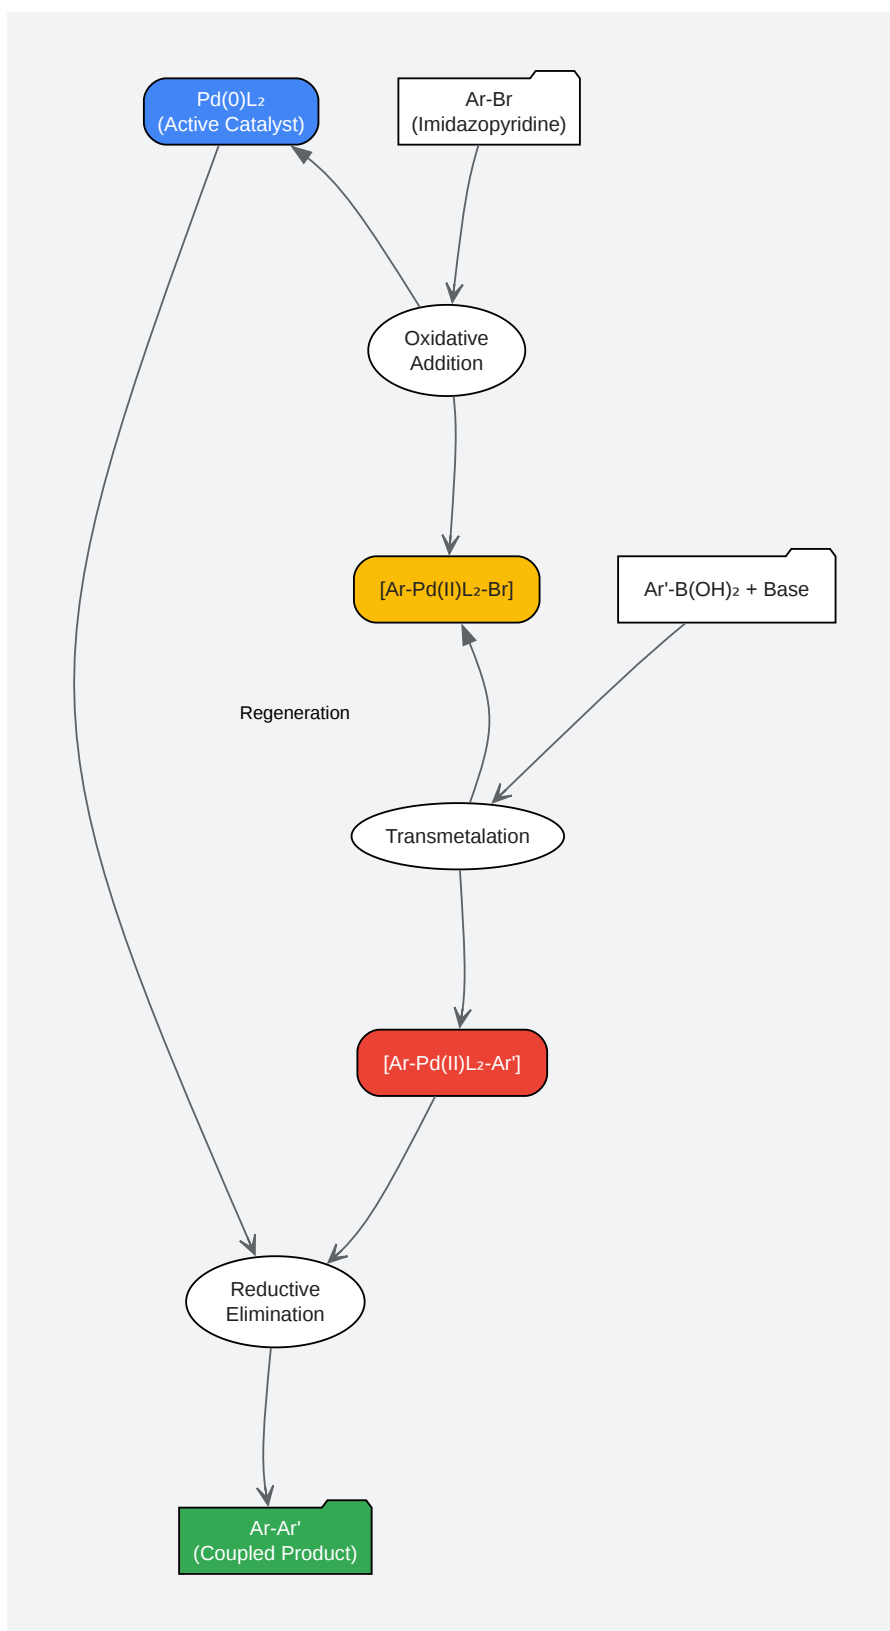 Pd(0)L₂
(Active Catalyst)
Ar-Br
(Imidazopyridine)
Oxidative
Addition
[Ar-Pd(II)L₂-Br]
Ar'-B(OH)₂ + Base
Regeneration
Transmetalation
[Ar-Pd(II)L₂-Ar']
Reductive
Elimination
Ar-Ar'
(Coupled Product)